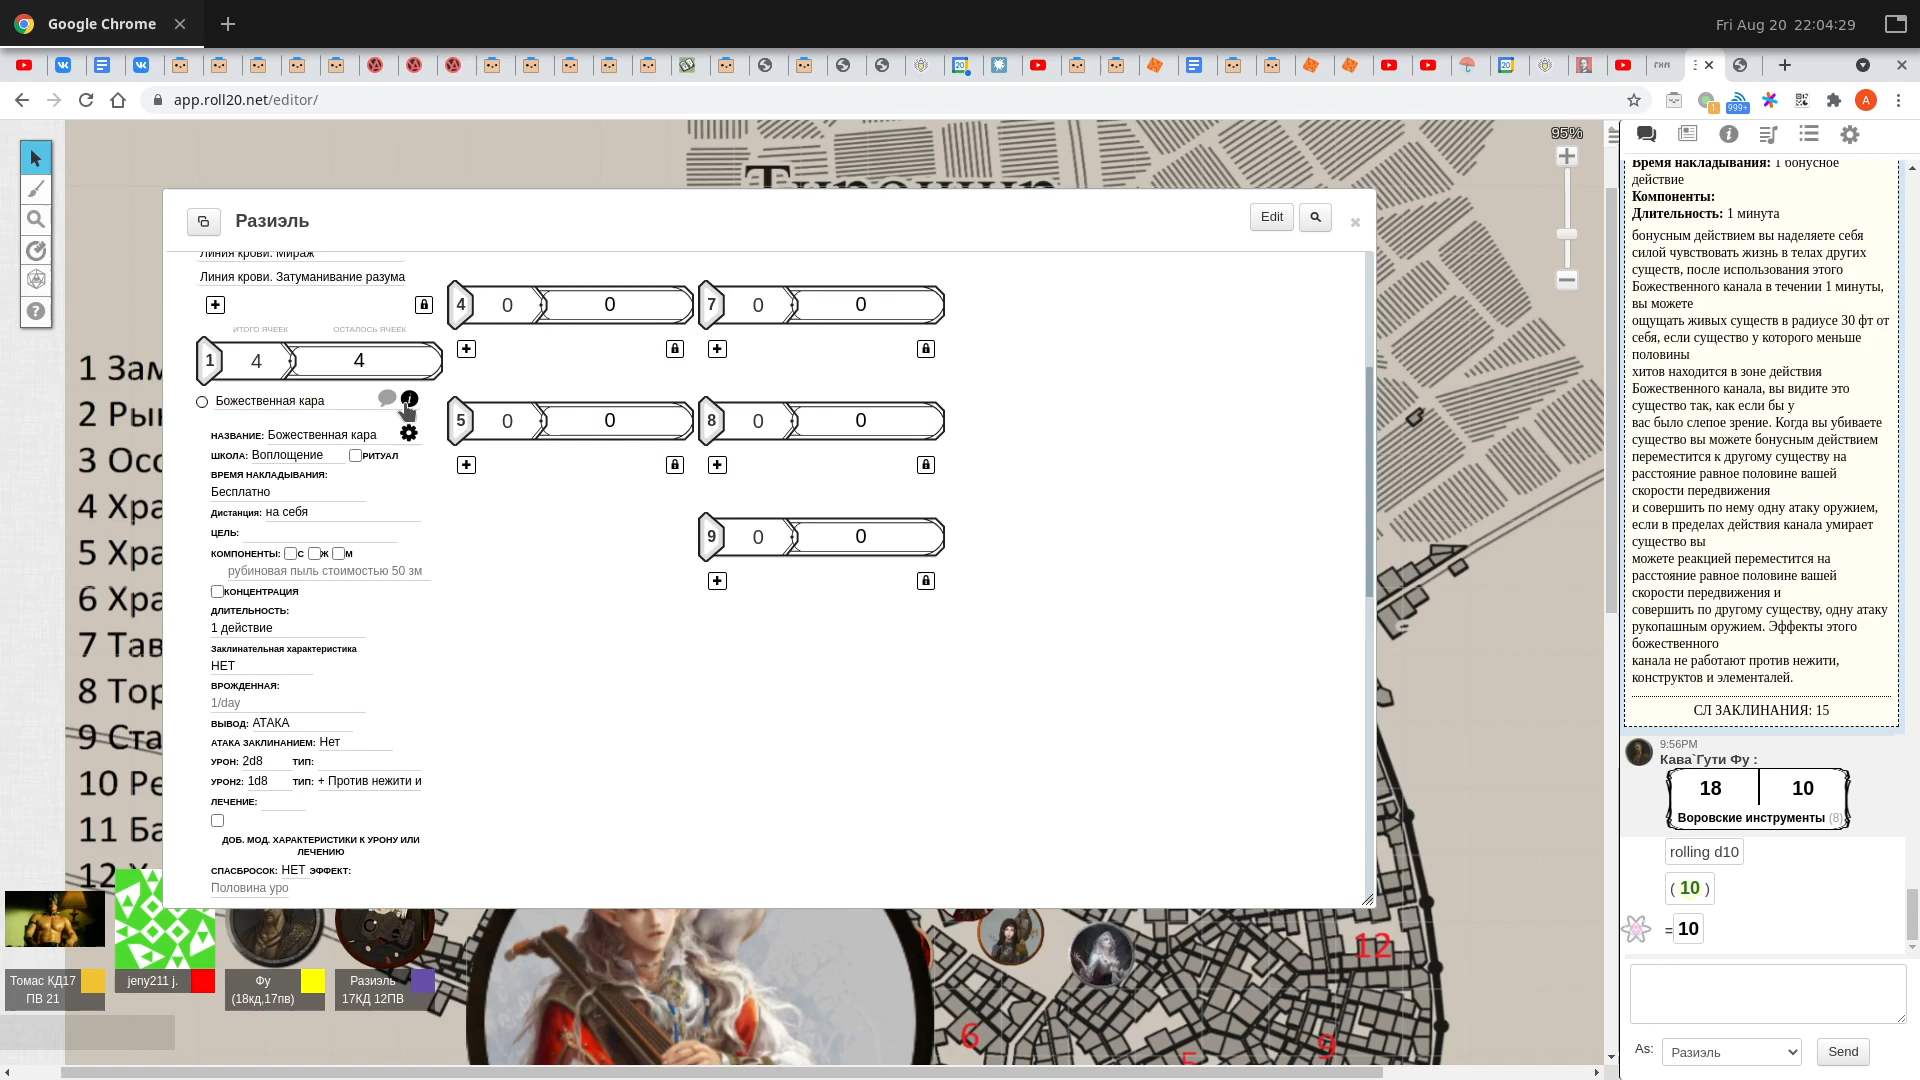 Google Chrome
Fri Aug 20 22:04:29
app.roll20.net/editor/
95%
Разиэль
Edit
Линия крови. Мираж
Линия крови. Затуманивание разума
ИТОГО ЯЧЕЕК ОСТАЛОСЬ ЯЧЕЕК
1 4 4
Божественная кара
НАЗВАНИЕ: Божественная кара
ШКОЛА: Воплощение РИТУАЛ
ВРЕМЯ НАКЛАДЫВАНИЯ:
Бесплатно
Дистанция: на себя
ЦЕЛЬ:
КОМПОНЕНТЫ: С Ж М
рубиновая пыль стоимостью 50 зм
КОНЦЕНТРАЦИЯ
ДЛИТЕЛЬНОСТЬ:
1 действие
Заклинательная характеристика
НЕТ
ВРОЖДЕННАЯ:
1/day
ВЫВОД: АТАКА
АТАКА ЗАКЛИНАНИЕМ: Нет
УРОН: 2d8 ТИП:
УРОН2: 1d8 ТИП: + Против нежити и
ЛЕЧЕНИЕ:
ДОБ. МОД. ХАРАКТЕРИСТИКИ К УРОНУ ИЛИ
ЛЕЧЕНИЮ
СПАСБРОСОК: НЕТ ЭФФЕКТ:
Половина уро
4 0 0
5 0 0
7 0 0
8 0 0
9 0 0
1 Зам
2 Рын
3 Осо
4 Хра
5 Хра
6 Хра
7 Тав
8 Тор
9 Ста
10 Ре
11 Ба
12
Томас КД17
ПВ 21
jeny211 j.
Фу
(18кд,17пв)
Разиэль
17КД 12ПВ
12
6
9
5
Время накладывания: 1 бонусное
действие
Компоненты:
Длительность: 1 минута
бонусным действием вы наделяете себя
силой чувствовать жизнь в телах других
существ, после использования этого
Божественного канала в течении 1 минуты,
вы можете
ощущать живых существ в радиусе 30 фт от
себя, если существо у которого меньше
половины
хитов находится в зоне действия
Божественного канала, вы видите это
существо так, как если бы у
вас было слепое зрение. Когда вы убиваете
существо вы можете бонусным действием
переместится к другому существу на
расстояние равное половине вашей
скорости передвижения
и совершить по нему одну атаку оружием,
если в пределах действия канала умирает
существо вы
можете реакцией переместится на
расстояние равное половине вашей
скорости передвижения и
совершить по другому существу, одну атаку
рукопашным оружием. Эффекты этого
божественного
канала не работают против нежити,
конструктов и элементалей.
СЛ ЗАКЛИНАНИЯ: 15
9:56PM
Кава`Гути Фу :
18 10
Воровские инструменты (8)
rolling d10
( 10 )
=10
As: Разиэль Send